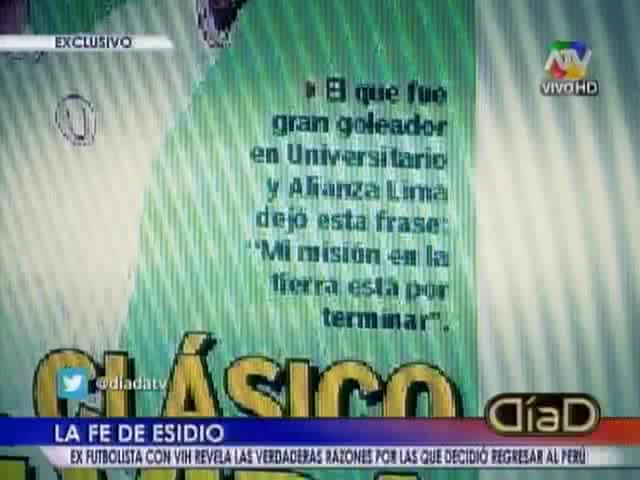 EXCLUSIVO
ATV
VIVO HD
El que fue
gran goleador
en Universitario
y Alianza Lima
dejó esta frase:
"Mi misión en la
tierra está por
terminar".
CLÁSICO
@diadatv
DíaD
LA FE DE ESIDIO
EX FUTBOLISTA CON VIH REVELA LAS VERDADERAS RAZONES POR LAS QUE DECIDIÓ REGRESAR AL PERÚ